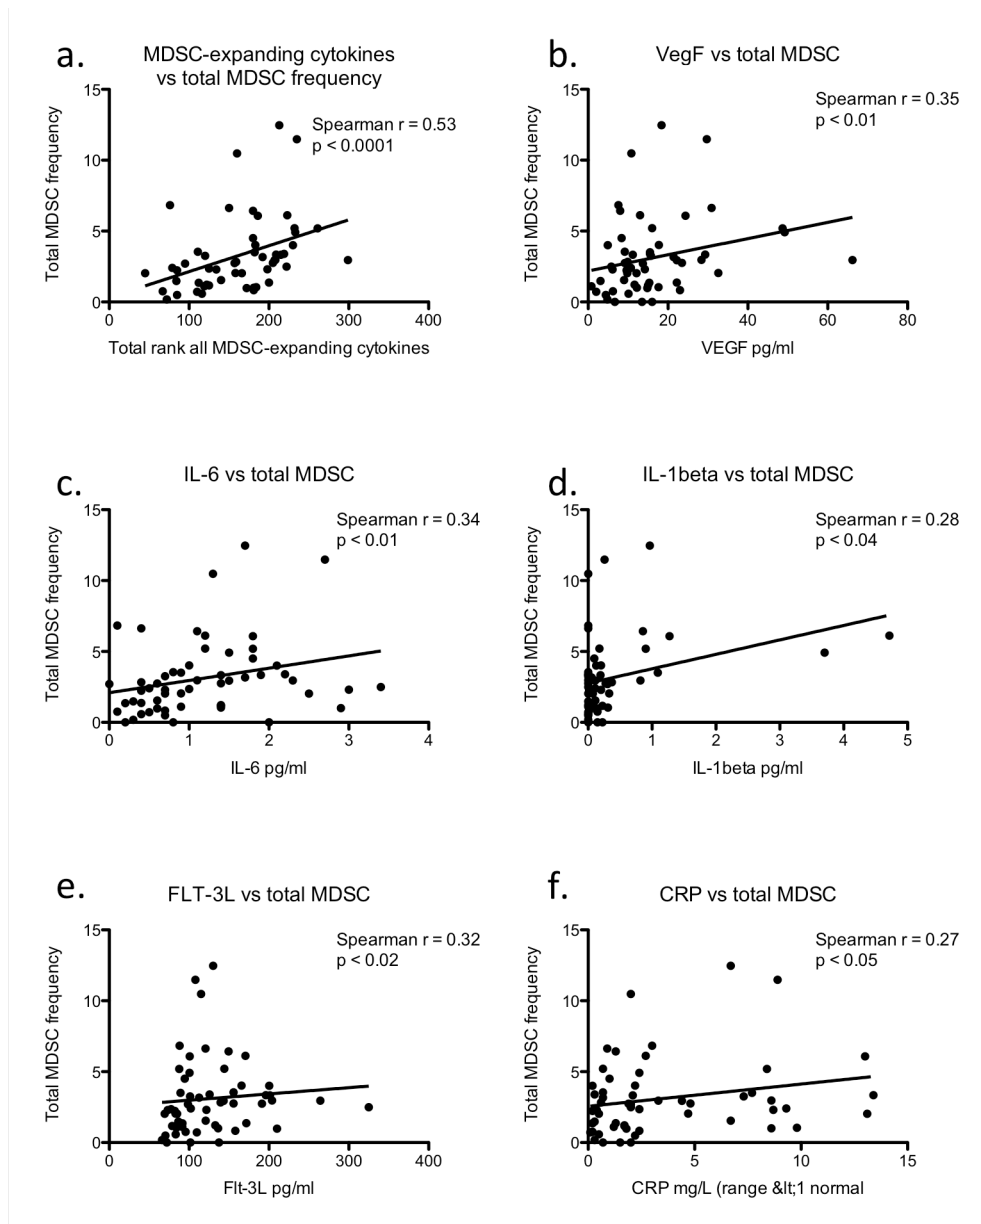 a.
MDSC-expanding cytokines
vs total MDSC frequency
Spearman r = 0.53
p < 0.0001
Total MDSC frequency
15
10
5
0
0 100 200 300 400
Total rank all MDSC-expanding cytokines
b.
VegF vs total MDSC
Spearman r = 0.35
p < 0.01
Total MDSC frequency
15
10
5
0
0 20 40 60 80
VEGF pg/ml
c.
IL-6 vs total MDSC
Spearman r = 0.34
p < 0.01
Total MDSC frequency
15
10
5
0
0 1 2 3 4
IL-6 pg/ml
d.
IL-1beta vs total MDSC
Spearman r = 0.28
p < 0.04
Total MDSC frequency
15
10
5
0
0 1 2 3 4 5
IL-1beta pg/ml
e.
FLT-3L vs total MDSC
Spearman r = 0.32
p < 0.02
Total MDSC frequency
15
10
5
0
0 100 200 300 400
Flt-3L pg/ml
f.
CRP vs total MDSC
Spearman r = 0.27
p < 0.05
Total MDSC frequency
15
10
5
0
0 5 10 15
CRP mg/L (range &lt;1 normal